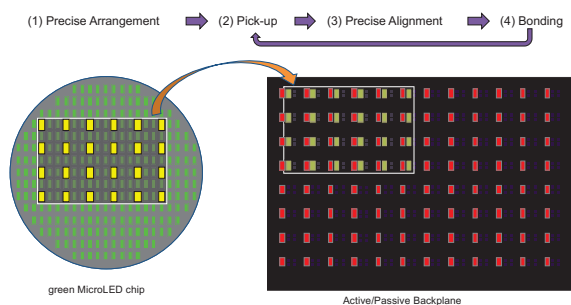 (1) Precise Arrangement (2) Pick-up (3) Precise Alignment (4) Bonding
green MicroLED chip
Active/Passive Backplane